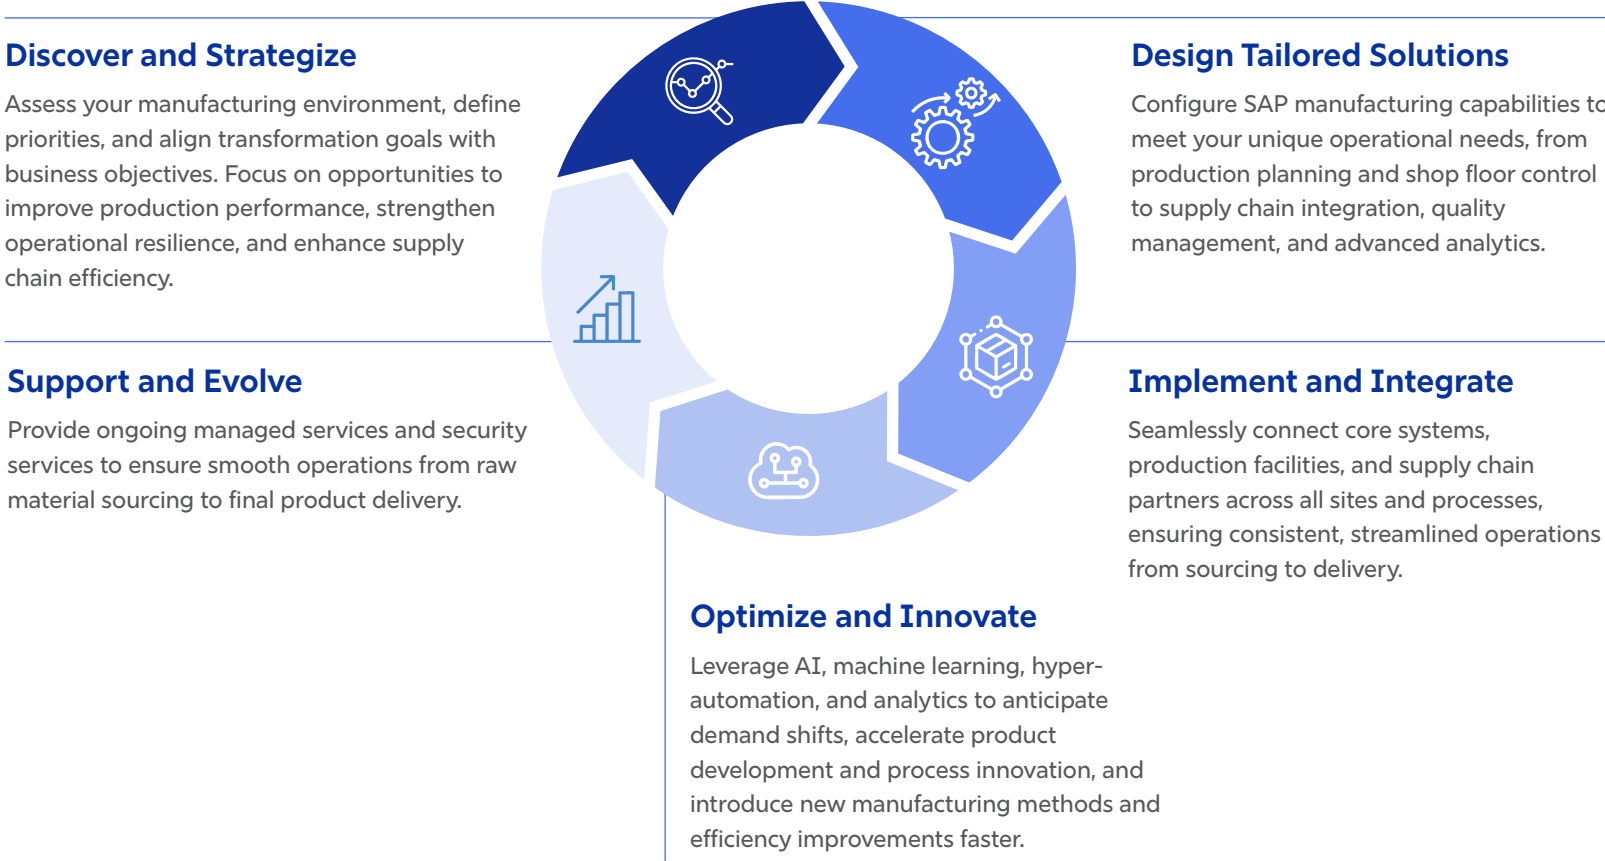 Discover and Strategize
Assess your manufacturing environment, define
priorities, and align transformation goals with
business objectives. Focus on opportunities to
improve production performance, strengthen
operational resilience, and enhance supply
chain efficiency.
Design Tailored Solutions
Configure SAP manufacturing capabilities to
meet your unique operational needs, from
production planning and shop floor control
to supply chain integration, quality
management, and advanced analytics.
Support and Evolve
Provide ongoing managed services and security
services to ensure smooth operations from raw
material sourcing to final product delivery.
Implement and Integrate
Seamlessly connect core systems,
production facilities, and supply chain
partners across all sites and processes,
ensuring consistent, streamlined operations
from sourcing to delivery.
Optimize and Innovate
Leverage AI, machine learning, hyper-
automation, and analytics to anticipate
demand shifts, accelerate product
development and process innovation, and
introduce new manufacturing methods and
efficiency improvements faster.